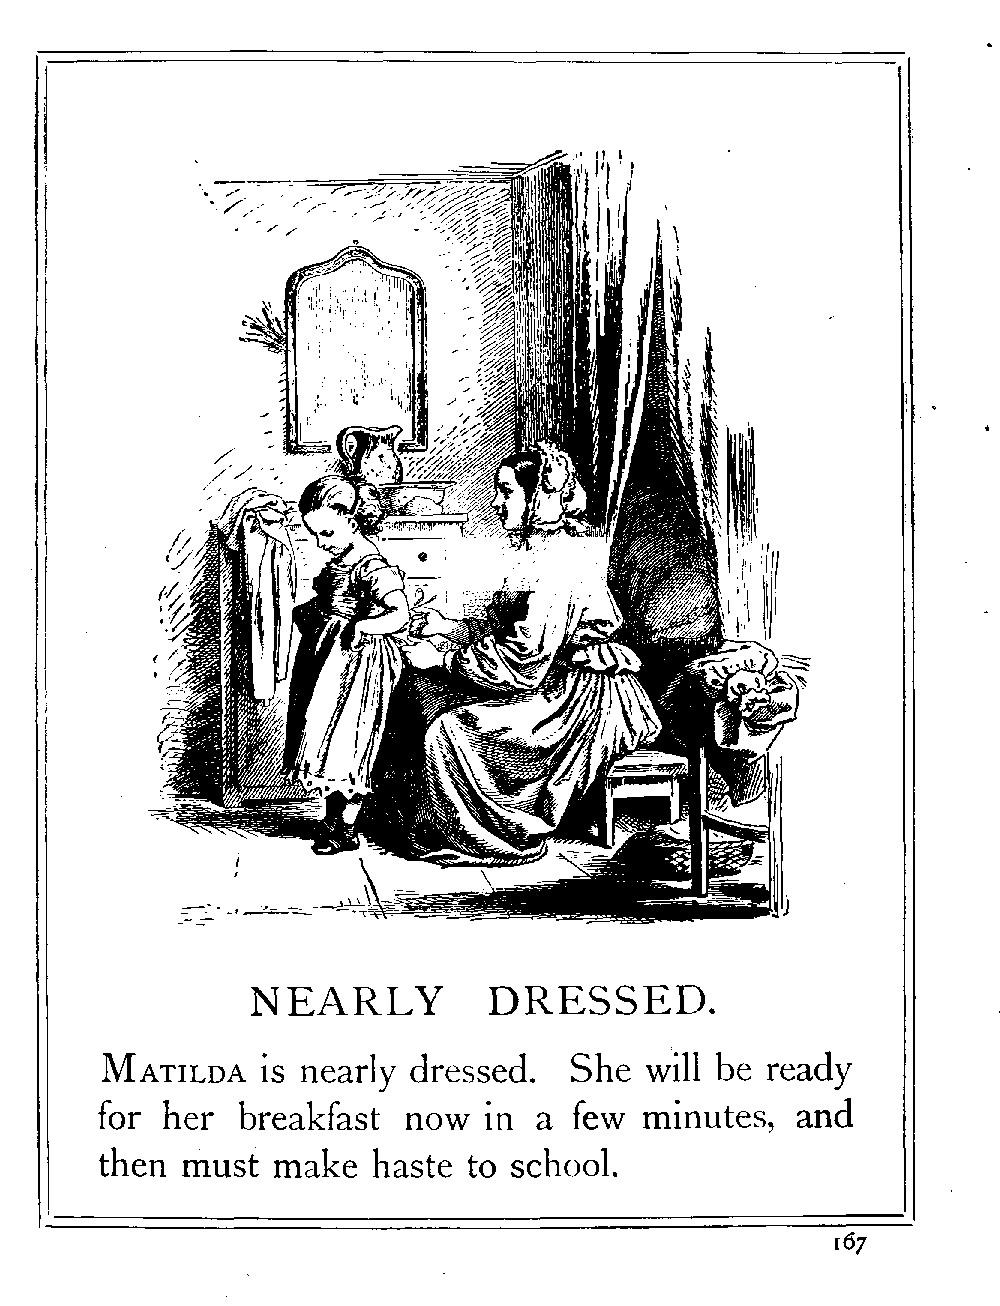 NEARLY DRESSED.
MATILDA is nearly dressed. She will be ready
for her breakfast now in a few minutes, and
then must make haste to school.
167